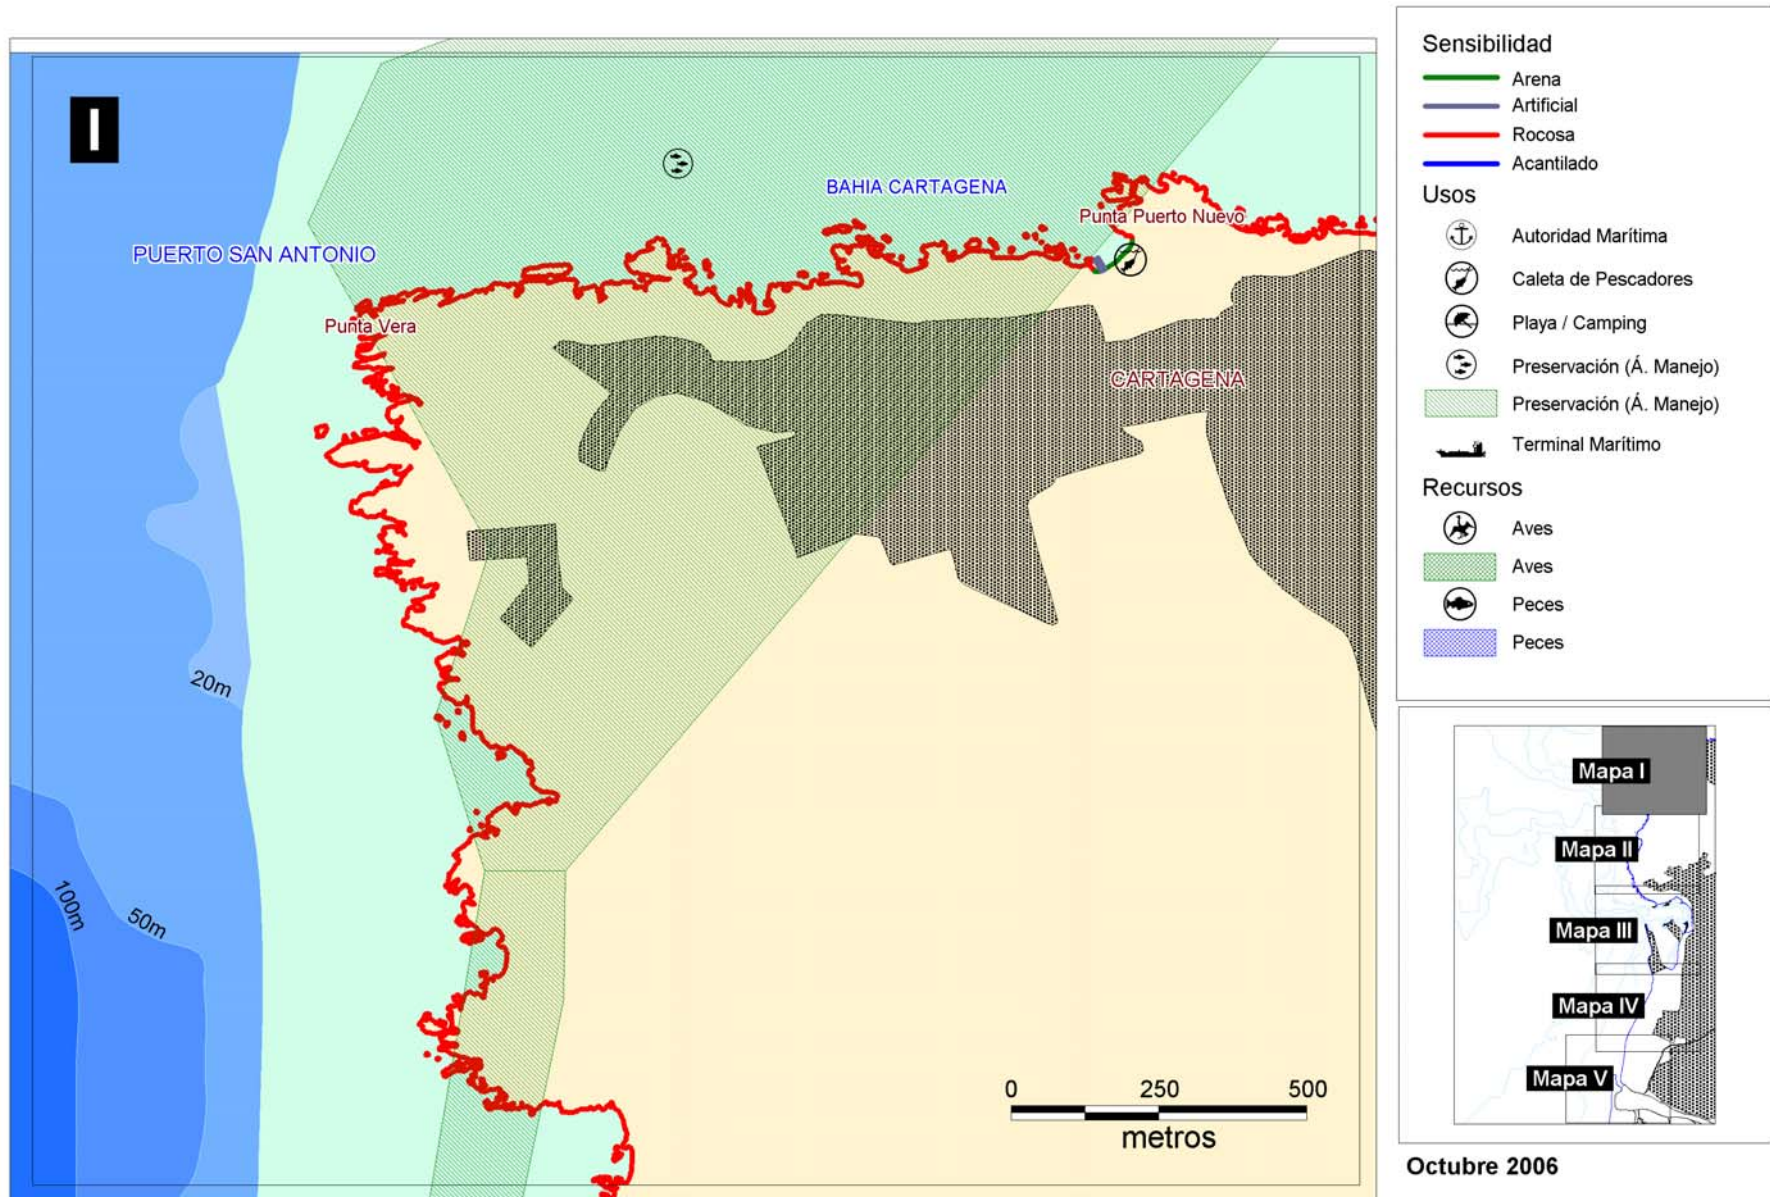 I
PUERTO SAN ANTONIO
BAHIA CARTAGENA
Punta Puerto Nuevo
Punta Vera
CARTAGENA
20m
50m
100m
0 250 500
metros
Sensibilidad
Arena
Artificial
Rocosa
Acantilado
Usos
Autoridad Marítima
Caleta de Pescadores
Playa / Camping
Preservación (Á. Manejo)
Preservación (Á. Manejo)
Terminal Marítimo
Recursos
Aves
Aves
Peces
Peces
Mapa I
Mapa II
Mapa III
Mapa IV
Mapa V
Octubre 2006